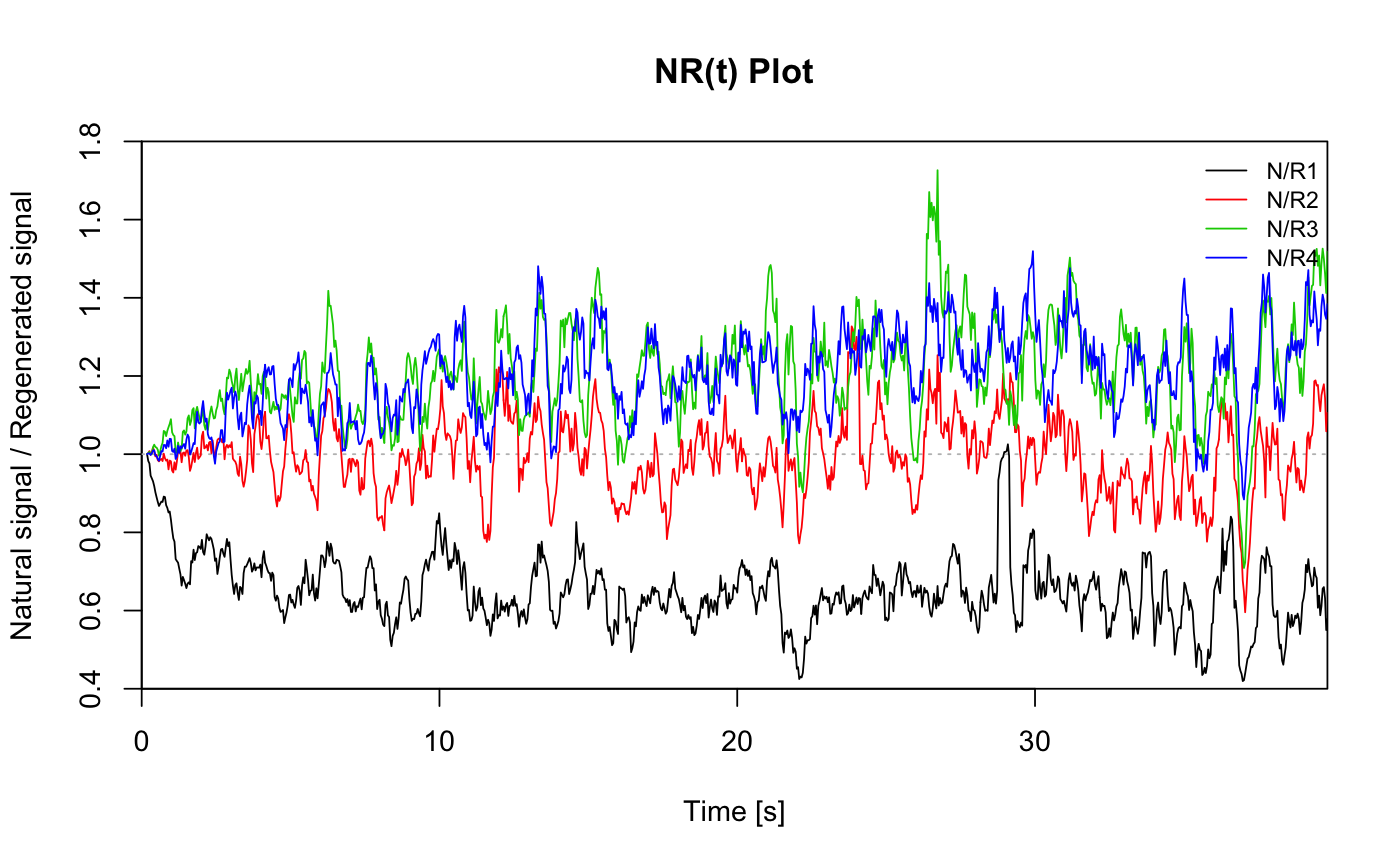 NR(t) Plot
Natural signal / Regenerated signal
1.8
1.6
1.4
1.2
1.0
0.8
0.6
0.4
N/R1
N/R2
N/R3
N/R4
0 10 20 30
Time [s]